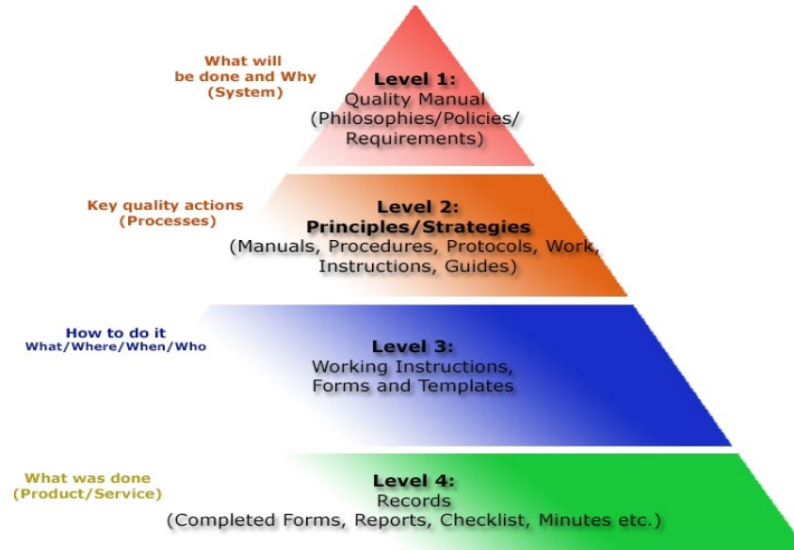 What will
be done and Why
(System)
Level 1:
Quality Manual
(Philosophies/Policies/
Requirements)
Key quality actions
(Processes)
Level 2:
Principles/Strategies
(Manuals, Procedures, Protocols, Work,
Instructions, Guides)
How to do it
What/Where/When/Who
Level 3:
Working Instructions,
Forms and Templates
What was done
(Product/Service)
Level 4:
Records
(Completed Forms, Reports, Checklist, Minutes etc.)